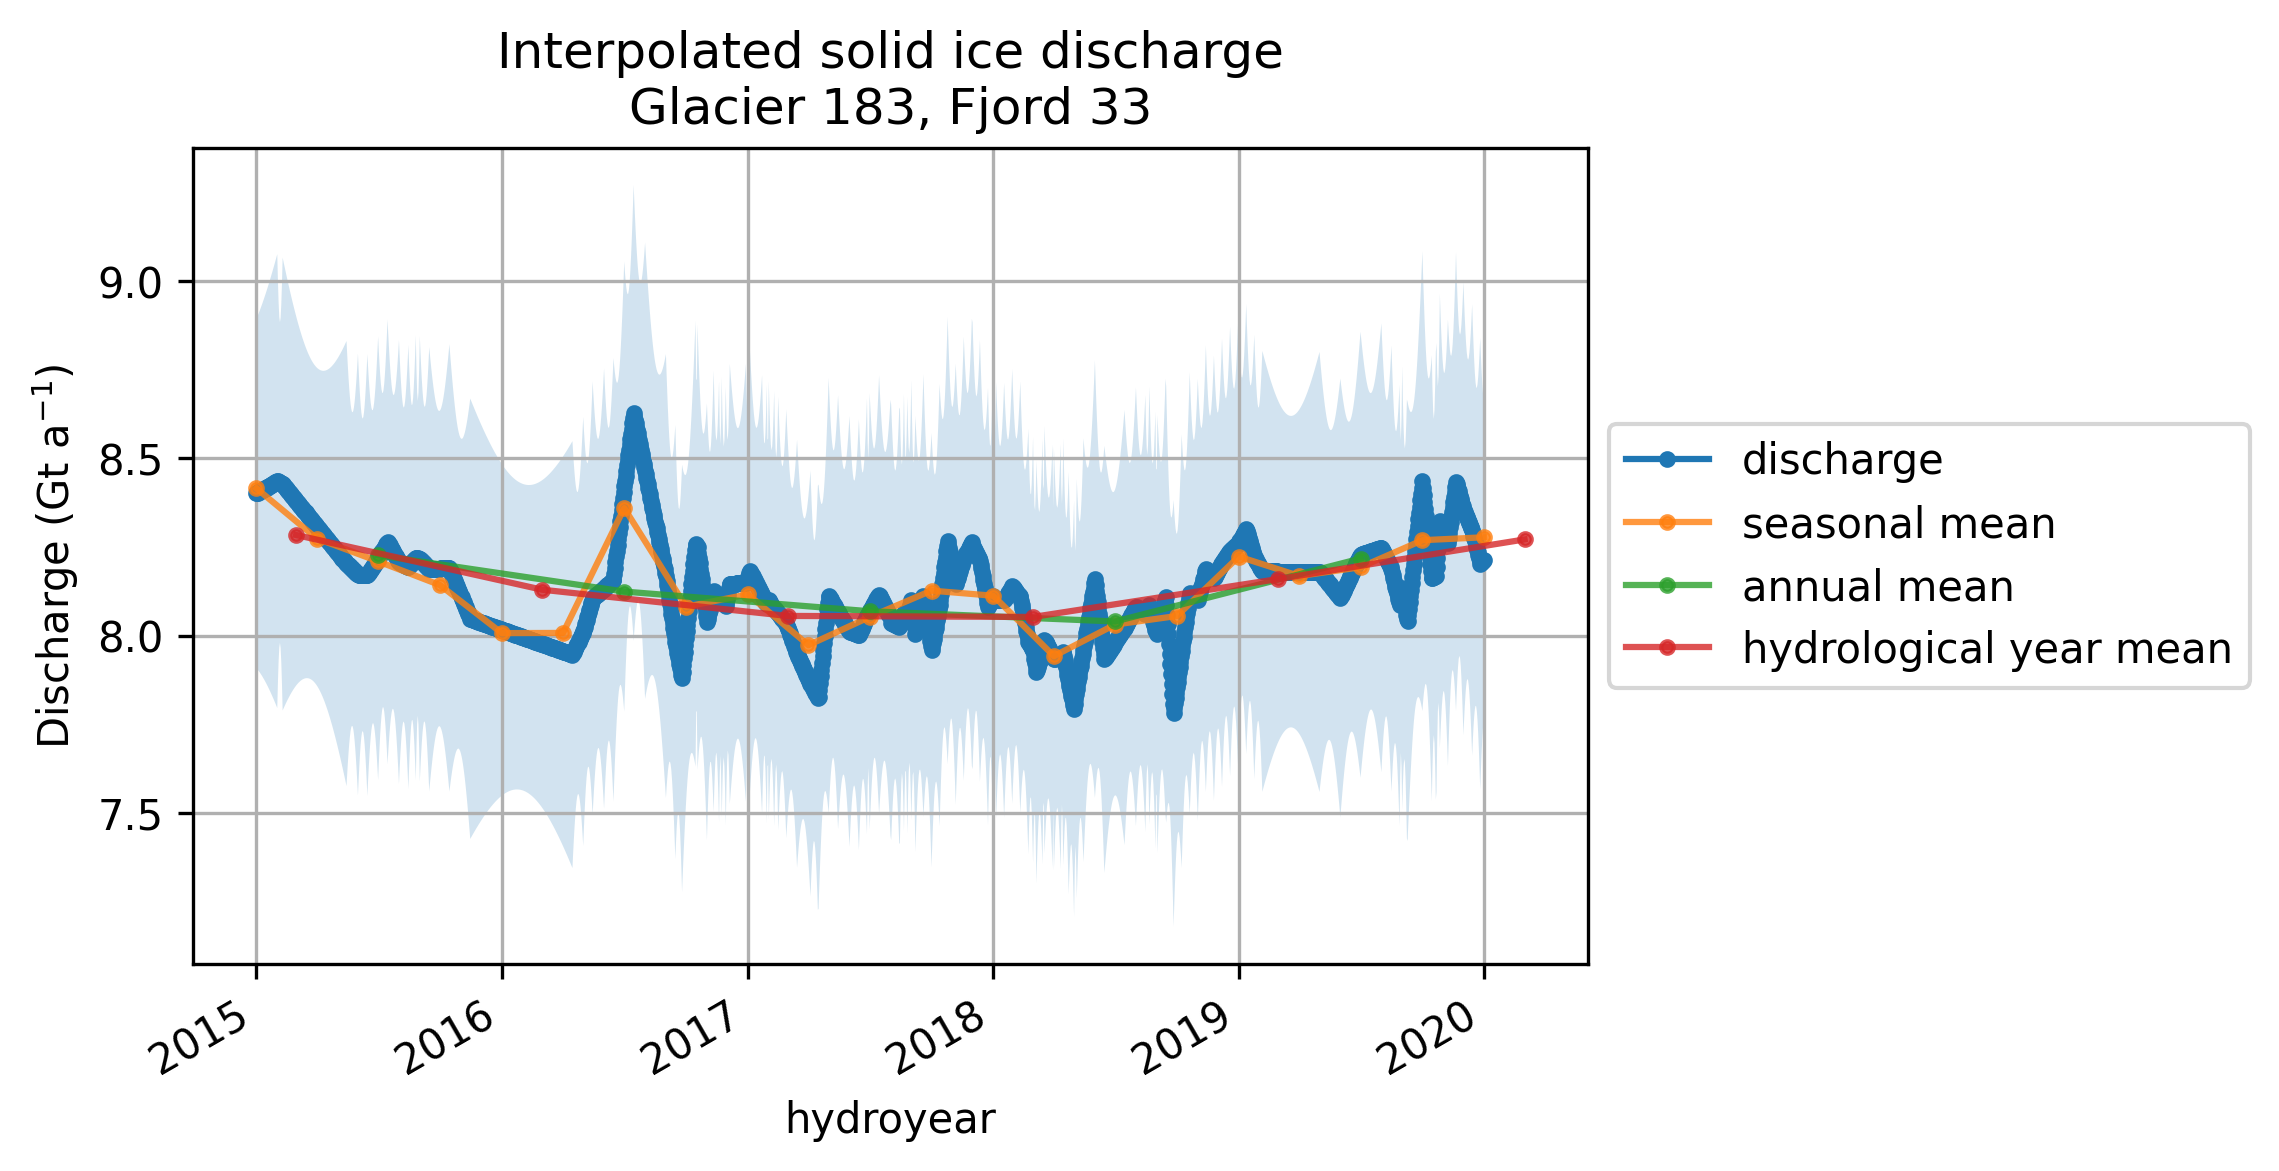 Interpolated solid ice discharge
Glacier 183, Fjord 33
Discharge (Gt a⁻¹)
9.0
8.5
8.0
7.5
2015
2016
2017
2018
2019
2020
hydroyear
discharge
seasonal mean
annual mean
hydrological year mean